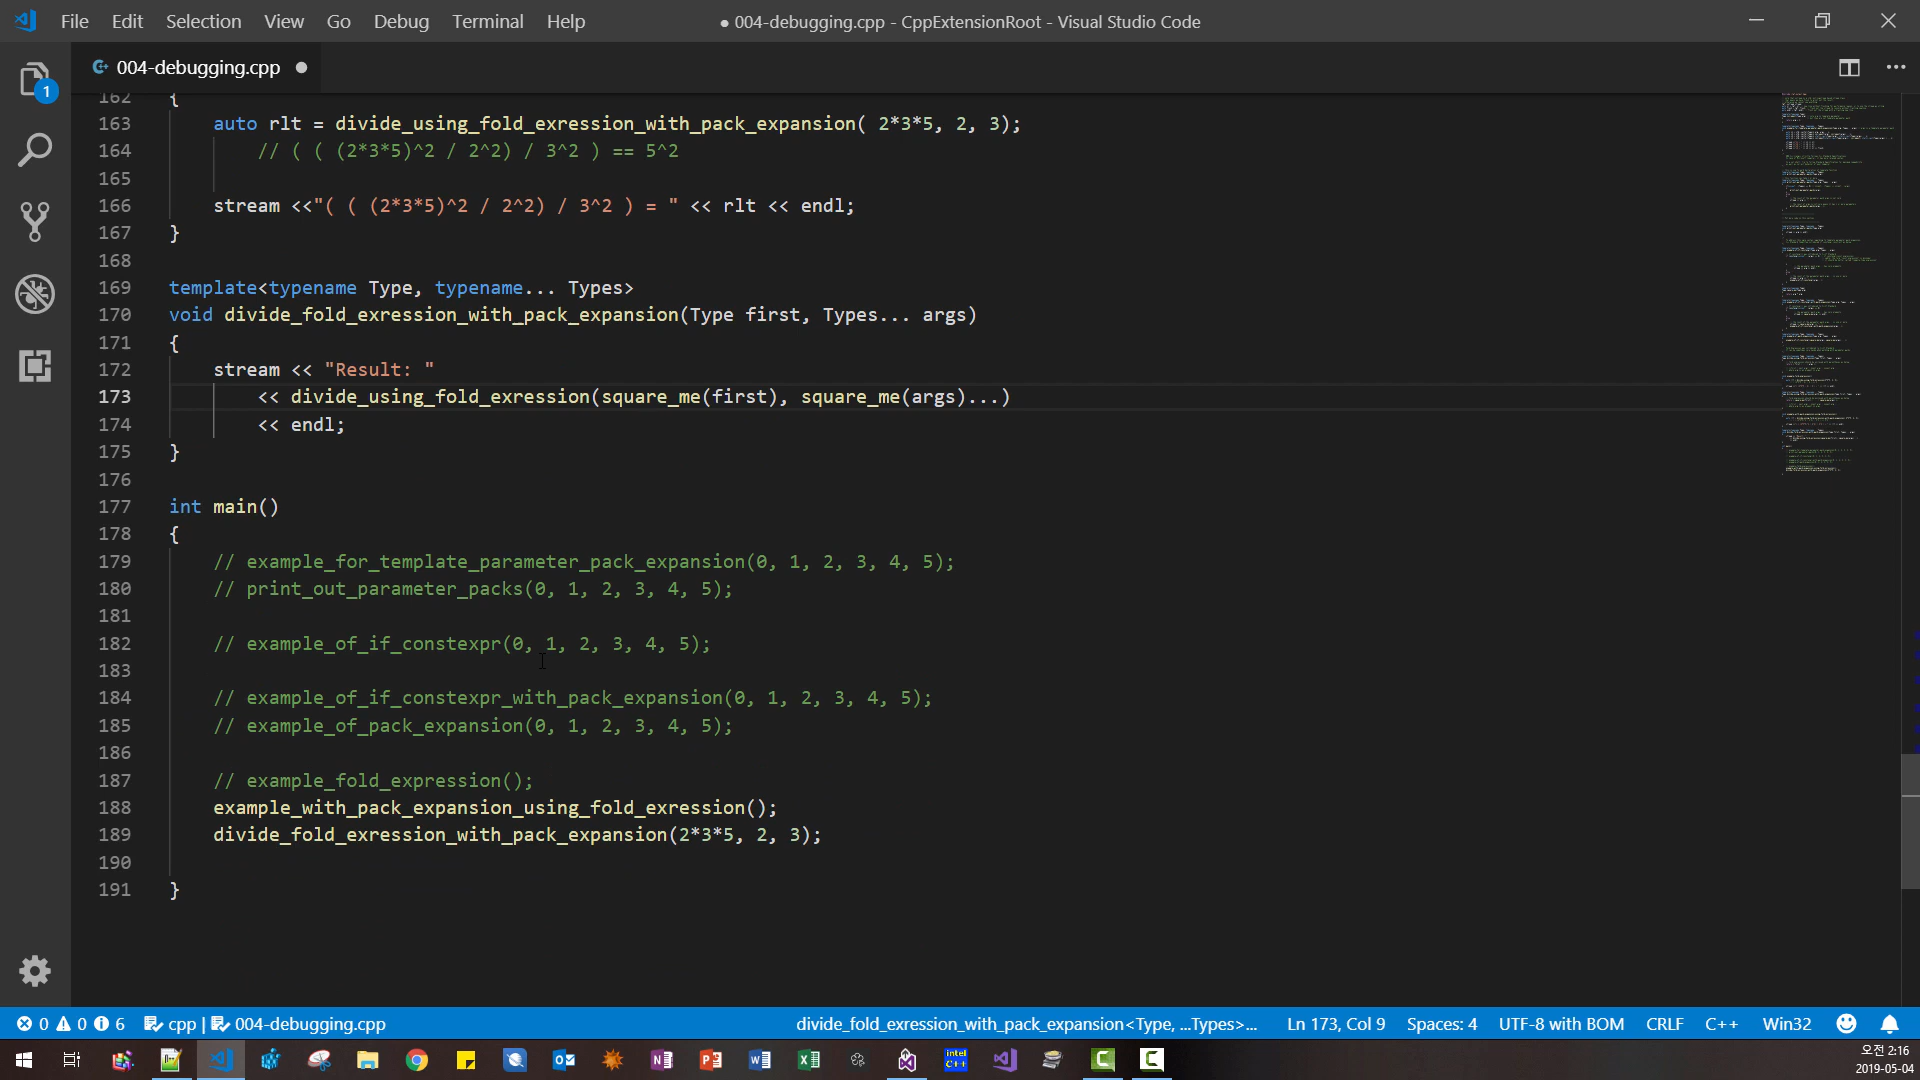 File Edit Selection View Go Debug Terminal Help ● 004-debugging.cpp - CppExtensionRoot - Visual Studio Code
004-debugging.cpp
1
162 {
163 auto rlt = divide_using_fold_exression_with_pack_expansion( 2*3*5, 2, 3);
164 // ( ( (2*3*5)^2 / 2^2) / 3^2 ) == 5^2
165
166 stream <<"( ( (2*3*5)^2 / 2^2) / 3^2 ) = " << rlt << endl;
167 }
168
169 template<typename Type, typename... Types>
170 void divide_fold_exression_with_pack_expansion(Type first, Types... args)
171 {
172 stream << "Result: "
173 << divide_using_fold_exression(square_me(first), square_me(args)...)
174 << endl;
175 }
176
177 int main()
178 {
179 // example_for_template_parameter_pack_expansion(0, 1, 2, 3, 4, 5);
180 // print_out_parameter_packs(0, 1, 2, 3, 4, 5);
181
182 // example_of_if_constexpr(0, 1, 2, 3, 4, 5);
183
184 // example_of_if_constexpr_with_pack_expansion(0, 1, 2, 3, 4, 5);
185 // example_of_pack_expansion(0, 1, 2, 3, 4, 5);
186
187 // example_fold_expression();
188 example_with_pack_expansion_using_fold_exression();
189 divide_fold_exression_with_pack_expansion(2*3*5, 2, 3);
190
191 }
0 0 6 cpp | 004-debugging.cpp divide_fold_exression_with_pack_expansion<Type, ...Types>... Ln 173, Col 9 Spaces: 4 UTF-8 with BOM CRLF C++ Win32
intel C++
오전 2:16
2019-05-04